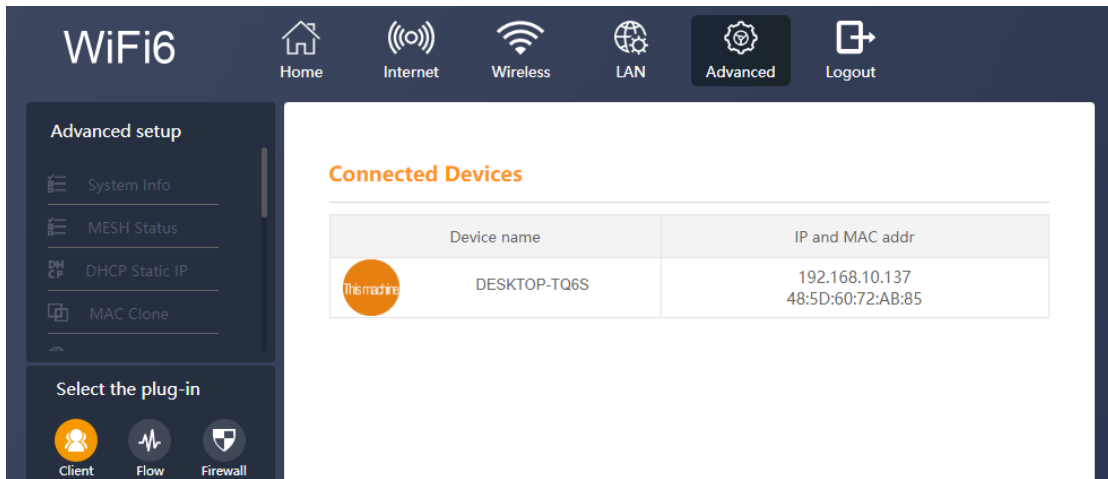 WiFi6
Home
Internet
Wireless
LAN
Advanced
Logout
Advanced setup
System Info
MESH Status
DHCP Static IP
MAC Clone
Select the plug-in
Client
Flow
Firewall
Connected Devices
Device name
IP and MAC addr
This machine
DESKTOP-TQ6S
192.168.10.137
48:5D:60:72:AB:85